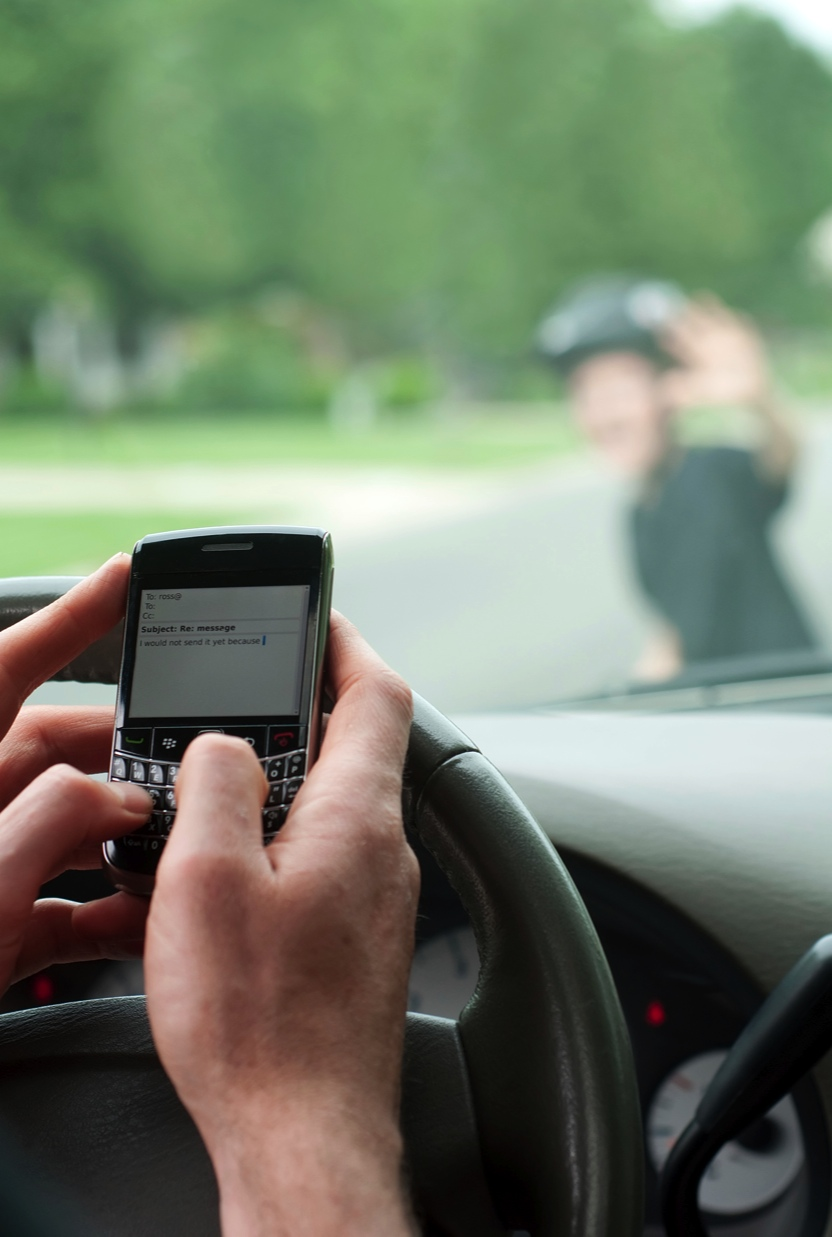 To: ross@
To:
Cc:
Subject: Re: message
I would not send it yet because